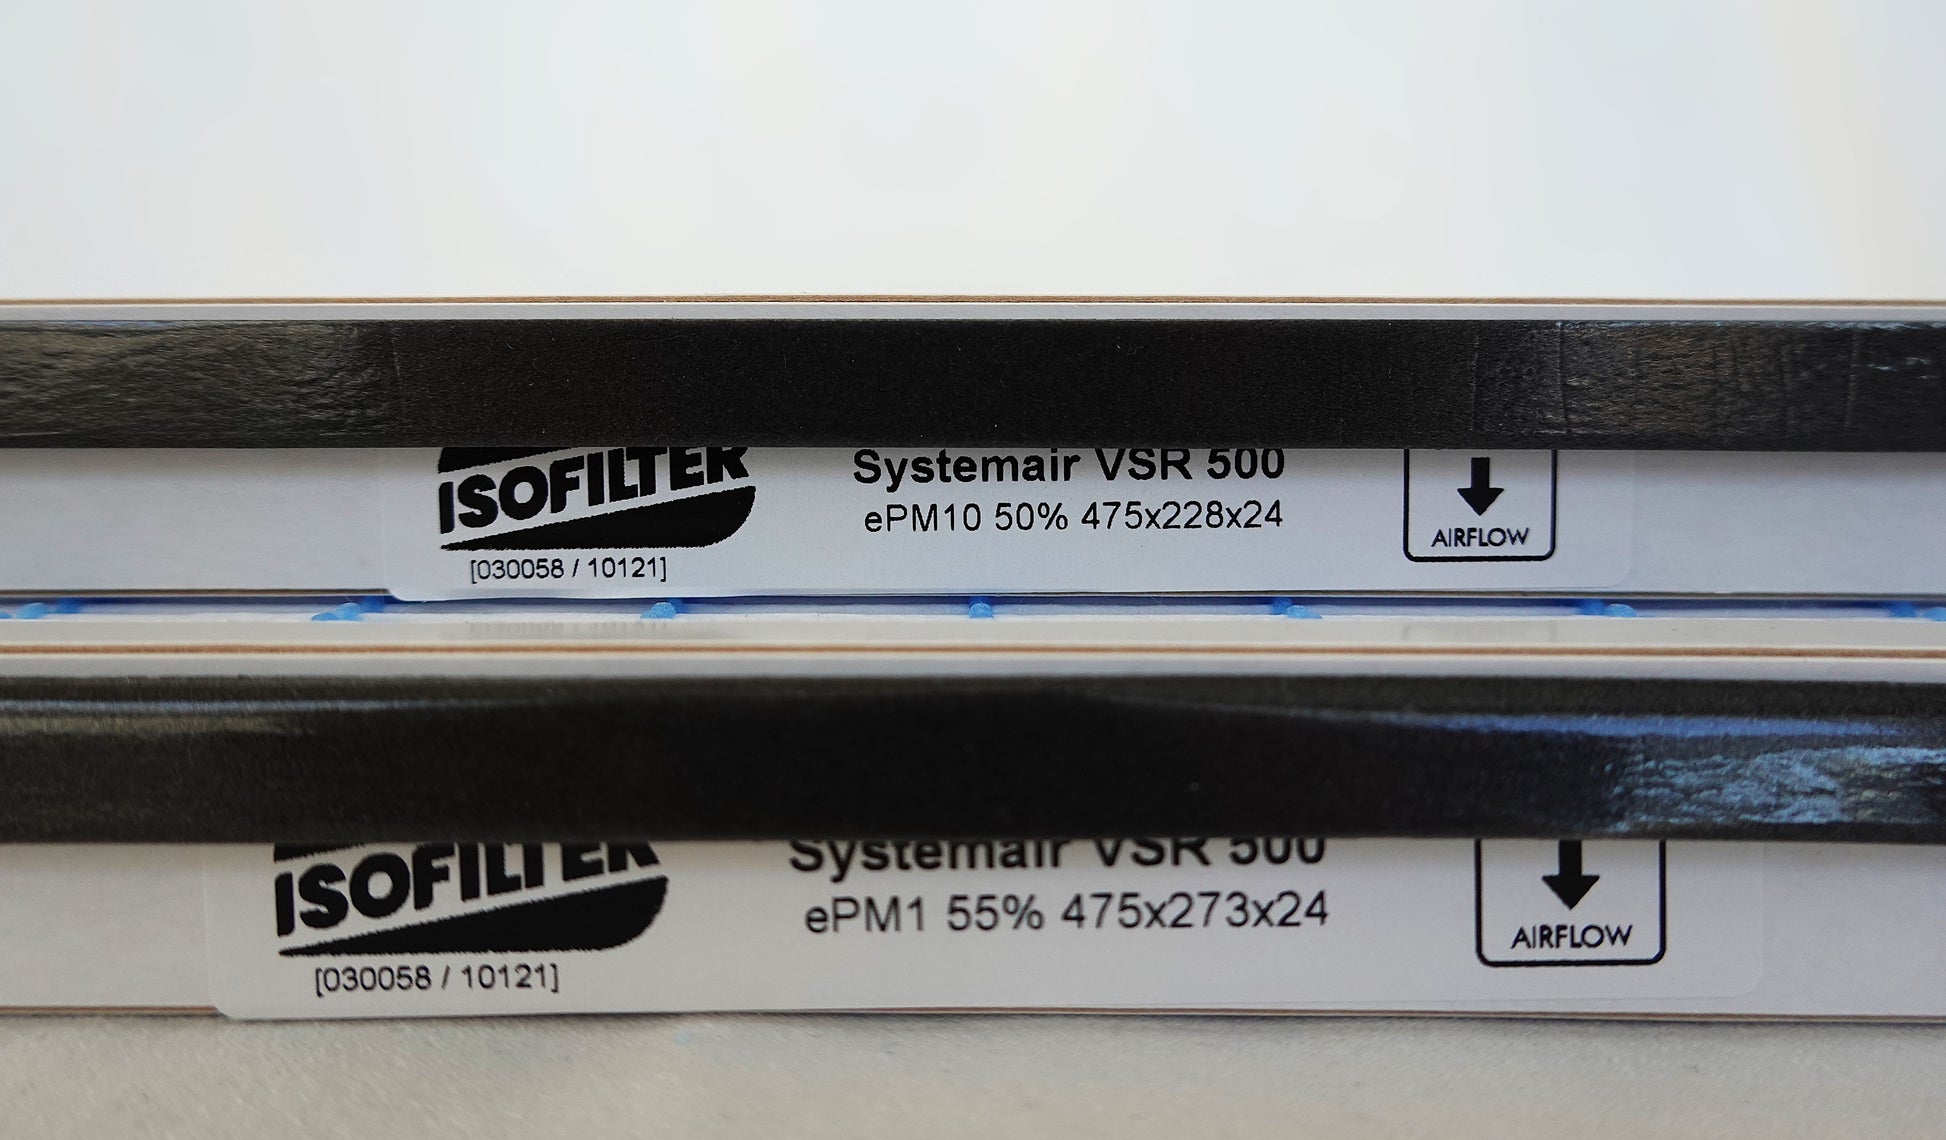 ISOFILTER
Systemair VSR 500
ePM10 50% 475x228x24
AIRFLOW
[030058 / 10121]
ISOFILTER
Systemair VSR 500
ePM1 55% 475x273x24
AIRFLOW
[030058 / 10121]